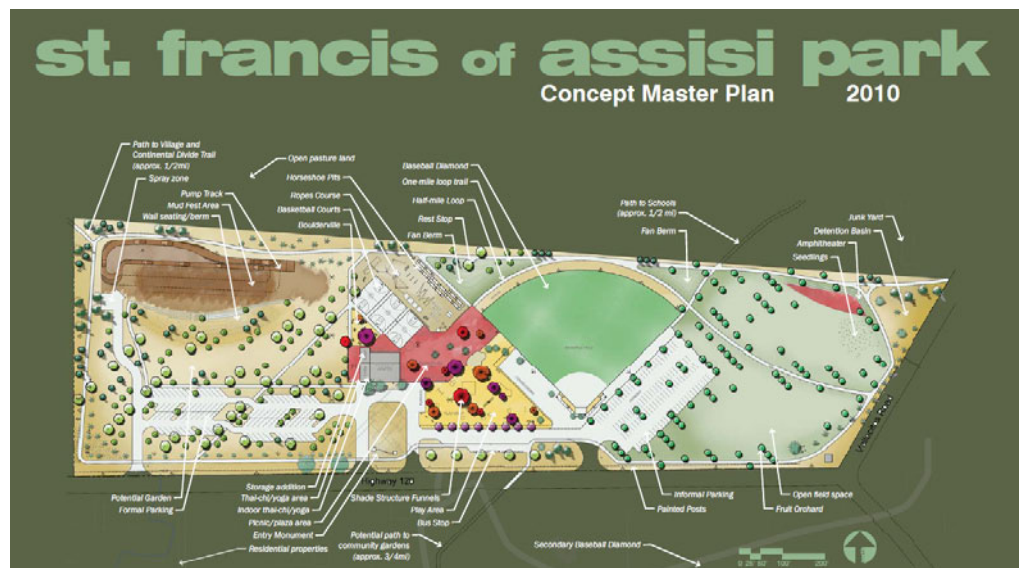 st. francis of assisi park
Concept Master Plan 2010
Path to Village and
Continental Divide Trail
(approx. 1/2mi)
Spray zone
Pump Track
Mud Fest Area
Wall seating/berm
Open pasture land
Horseshoe Pits
Ropes Course
Basketball Courts
Boulderville
Baseball Diamond
One-mile loop trail
Half-mile Loop
Rest Stop
Fan Berm
Path to Schools
(approx. 1/2 mi)
Fan Berm
Junk Yard
Detention Basin
Amphitheater
Seedlings
Highway 120
Potential Garden
Formal Parking
Storage addition
Thai-chi/yoga area
Indoor thai-chi/yoga
Picnic/plaza area
Entry Monument
Residential properties
Shade Structure Funnels
Play Area
Bus Stop
Potential path to
community gardens
(approx. 3/4mi)
Informal Parking
Painted Posts
Open field space
Fruit Orchard
Secondary Baseball Diamond
0 25' 50' 100' 200'